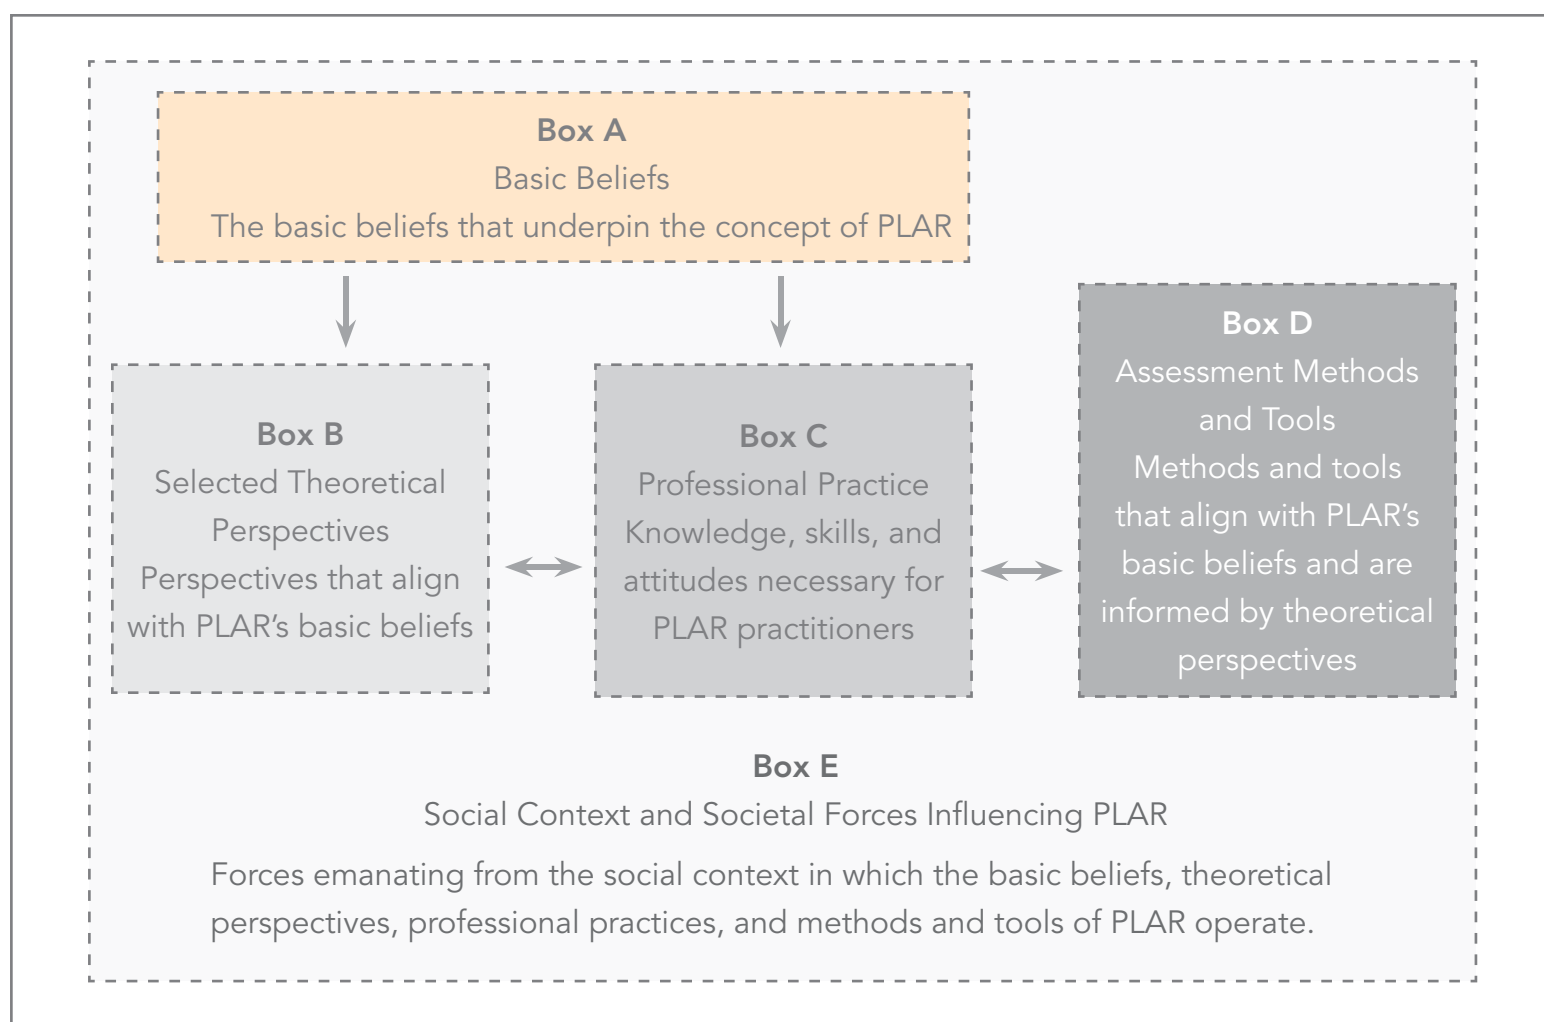 Box A
Basic Beliefs
The basic beliefs that underpin the concept of PLAR
Box B
Selected Theoretical
Perspectives
Perspectives that align
with PLAR’s basic beliefs
Box C
Professional Practice
Knowledge, skills, and
attitudes necessary for
PLAR practitioners
Box D
Assessment Methods
and Tools
Methods and tools
that align with PLAR’s
basic beliefs and are
informed by theoretical
perspectives
Box E
Social Context and Societal Forces Influencing PLAR
Forces emanating from the social context in which the basic beliefs, theoretical
perspectives, professional practices, and methods and tools of PLAR operate.